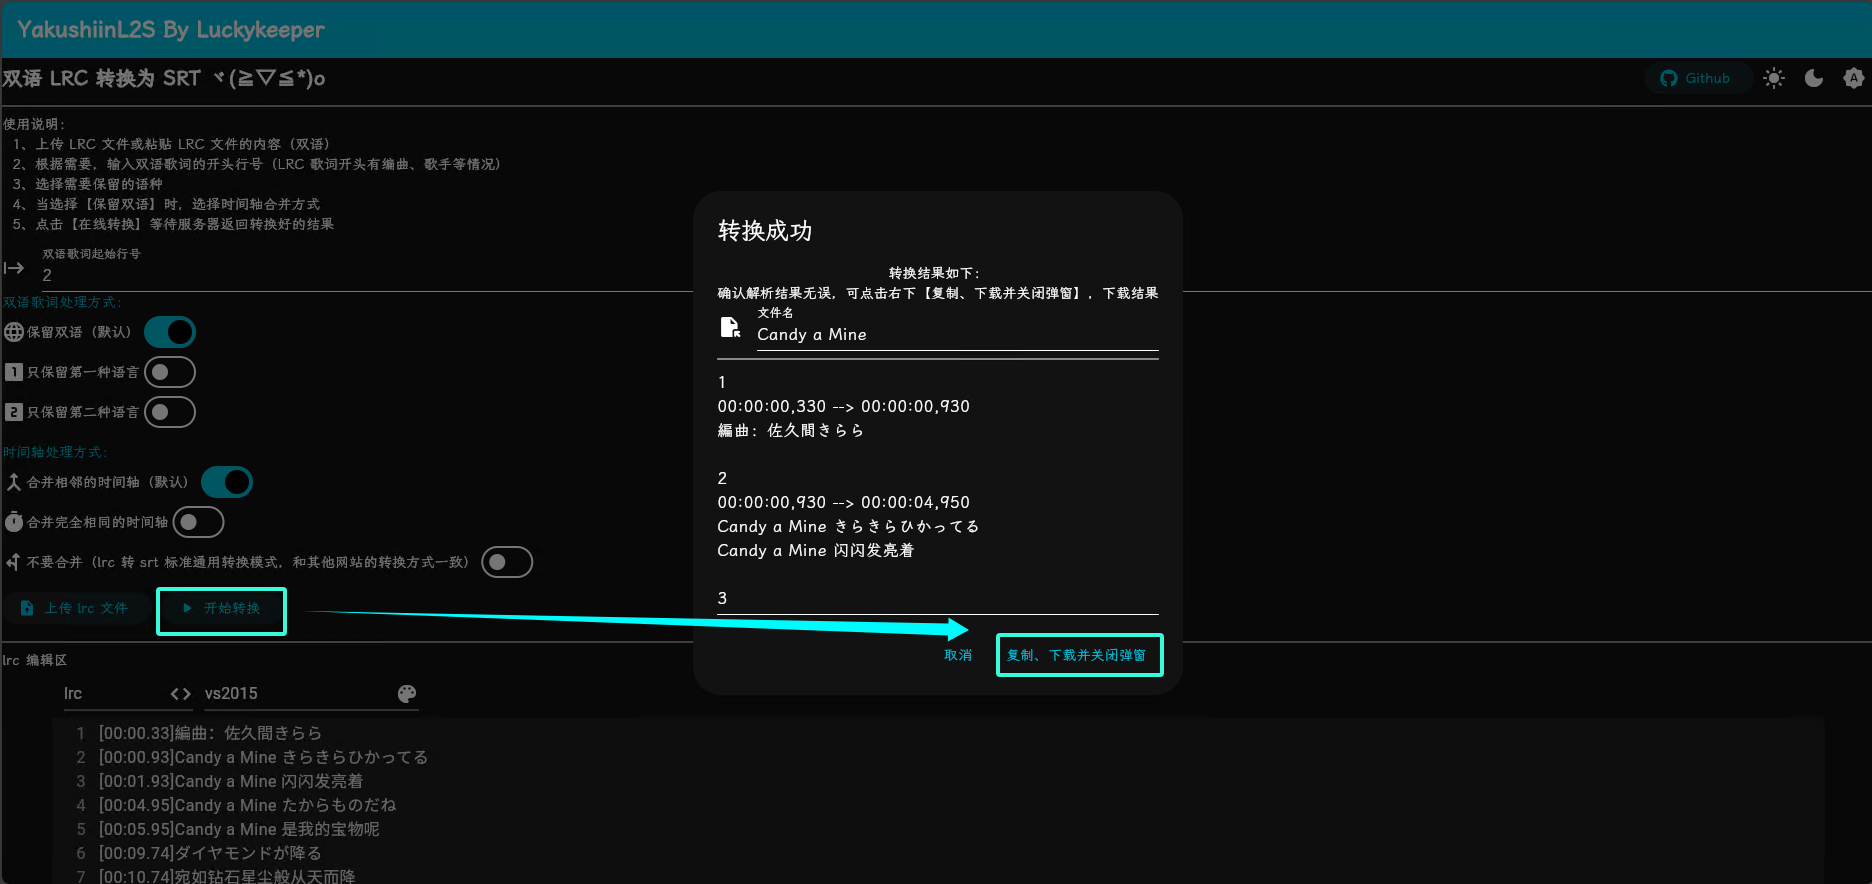 YakushiinL2S By Luckykeeper
双语 LRC 转换为 SRT ヾ(≧▽≦*)o
Github
A
使用说明：
1、上传 LRC 文件或粘贴 LRC 文件的内容（双语）
2、根据需要，输入双语歌词的开头行号（LRC 歌词开头有编曲、歌手等情况）
3、选择需要保留的语种
4、当选择【保留双语】时，选择时间轴合并方式
5、点击【在线转换】等待服务器返回转换好的结果
双语歌词起始行号
2
双语歌词处理方式：
保留双语（默认）
1 只保留第一种语言
2 只保留第二种语言
时间轴处理方式：
合并相邻的时间轴（默认）
合并完全相同的时间轴
不要合并（lrc 转 srt 标准通用转换模式，和其他网站的转换方式一致）
上传 lrc 文件
开始转换
转换成功
转换结果如下：
确认解析结果无误，可点击右下【复制、下载并关闭弹窗】，下载结果
文件名
Candy a Mine
1
00:00:00,330 --> 00:00:00,930
編曲：佐久間きらら
2
00:00:00,930 --> 00:00:04,950
Candy a Mine きらきらひかってる
Candy a Mine 闪闪发亮着
3
取消
复制、下载并关闭弹窗
lrc 编辑区
lrc
vs2015
1 [00:00.33]編曲：佐久間きらら
2 [00:00.93]Candy a Mine きらきらひかってる
3 [00:01.93]Candy a Mine 闪闪发亮着
4 [00:04.95]Candy a Mine たからものだね
5 [00:05.95]Candy a Mine 是我的宝物呢
6 [00:09.74]ダイヤモンドが降る
7 [00:10.74]宛如钻石星尘般从天而降